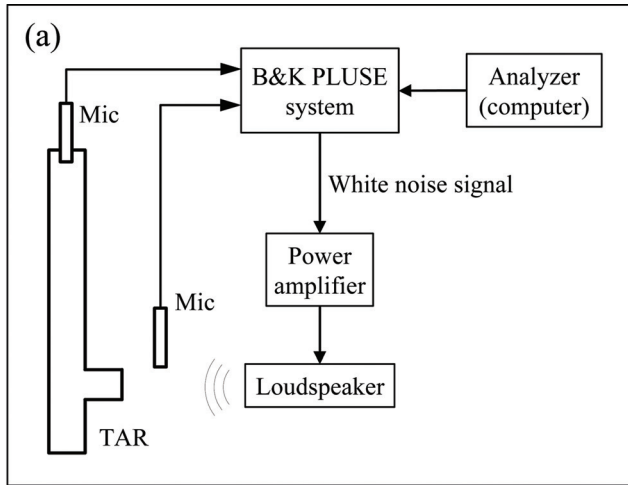 (a)
Mic
B&K PLUSE
system
Analyzer
(computer)
White noise signal
Power
amplifier
Mic
Loudspeaker
TAR